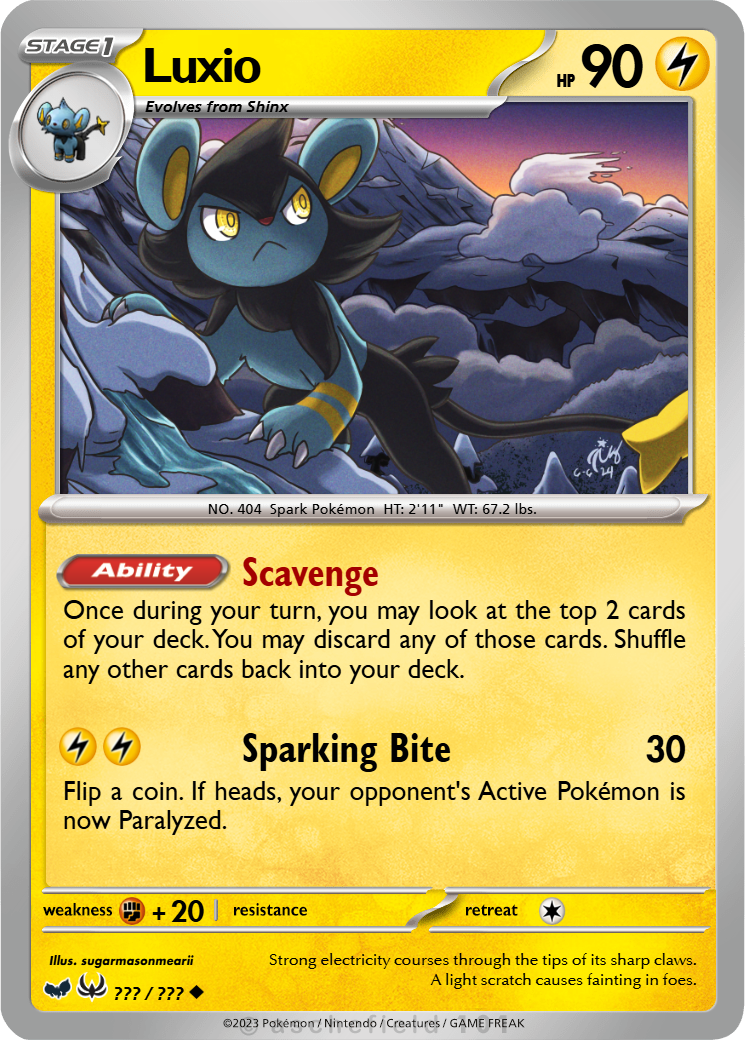 STAGE1
Luxio
HP 90
Evolves from Shinx
24
NO. 404 Spark Pokémon HT: 2'11" WT: 67.2 lbs.
Ability Scavenge
Once during your turn, you may look at the top 2 cards
of your deck. You may discard any of those cards. Shuffle
any other cards back into your deck.
Sparking Bite 30
Flip a coin. If heads, your opponent's Active Pokémon is
now Paralyzed.
weakness + 20 resistance retreat
Illus. sugarmasonmearii
Strong electricity courses through the tips of its sharp claws.
A light scratch causes fainting in foes.
??? / ???
©2023 Pokémon / Nintendo / Creatures / GAME FREAK